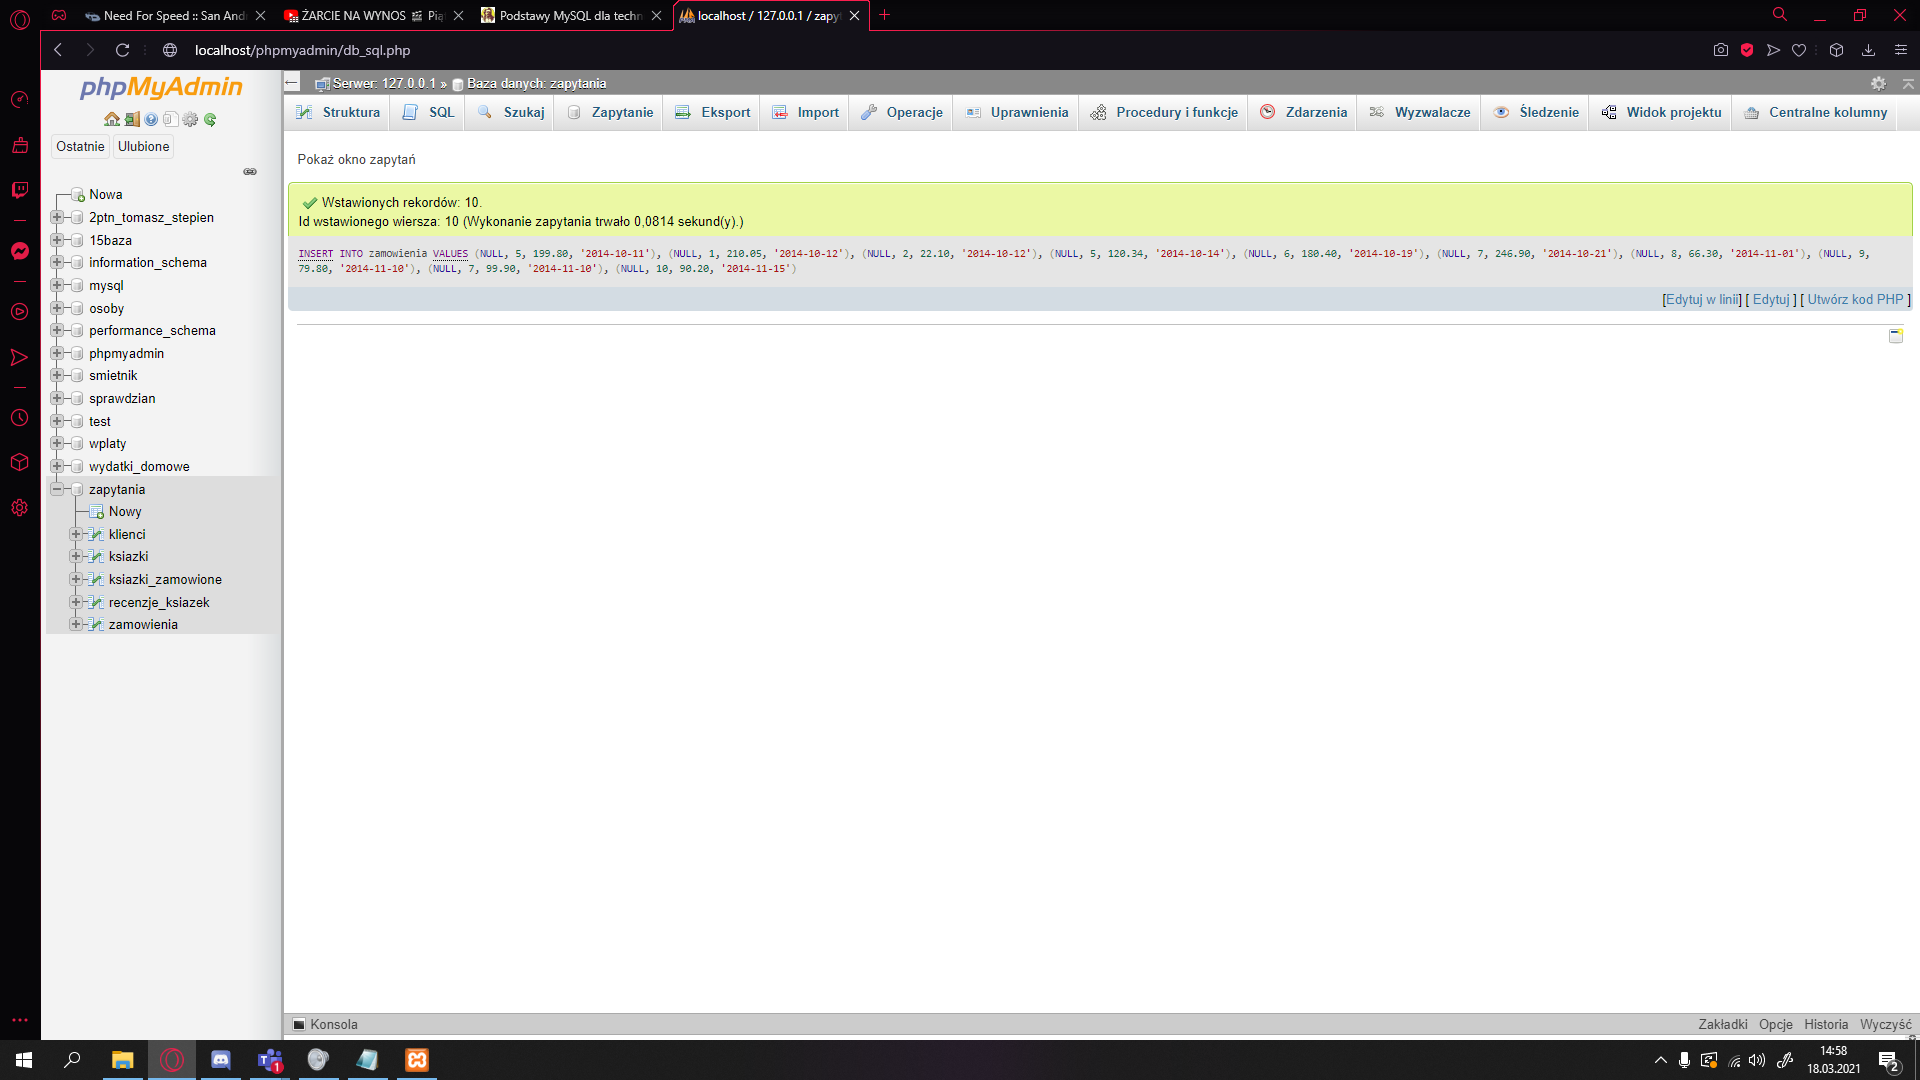 Need For Speed :: San And
ŻARCIE NA WYNOS 🎬 Pią
Podstawy MySQL dla techn
localhost / 127.0.0.1 / zapy
localhost/phpmyadmin/db_sql.php
phpMyAdmin
Ostatnie
Ulubione
Nowa
2ptn_tomasz_stepien
15baza
information_schema
mysql
osoby
performance_schema
phpmyadmin
smietnik
sprawdzian
test
wplaty
wydatki_domowe
zapytania
Nowy
klienci
ksiazki
ksiazki_zamowione
recenzje_ksiazek
zamowienia
Serwer: 127.0.0.1 » Baza danych: zapytania
Struktura SQL Szukaj Zapytanie Eksport Import Operacje Uprawnienia Procedury i funkcje Zdarzenia Wyzwalacze Śledzenie Widok projektu Centralne kolumny
Pokaż okno zapytań
Wstawionych rekordów: 10.
Id wstawionego wiersza: 10 (Wykonanie zapytania trwało 0,0814 sekund(y).)
INSERT INTO zamowienia VALUES (NULL, 5, 199.80, '2014-10-11'), (NULL, 1, 210.05, '2014-10-12'), (NULL, 2, 22.10, '2014-10-12'), (NULL, 5, 120.34, '2014-10-14'), (NULL, 6, 180.40, '2014-10-19'), (NULL, 7, 246.90, '2014-10-21'), (NULL, 8, 66.30, '2014-11-01'), (NULL, 9,
79.80, '2014-11-10'), (NULL, 7, 99.90, '2014-11-10'), (NULL, 10, 90.20, '2014-11-15')
[Edytuj w linii] [ Edytuj ] [ Utwórz kod PHP ]
Konsola
Zakładki Opcje Historia Wyczyść
1
14:58
18.03.2021
2